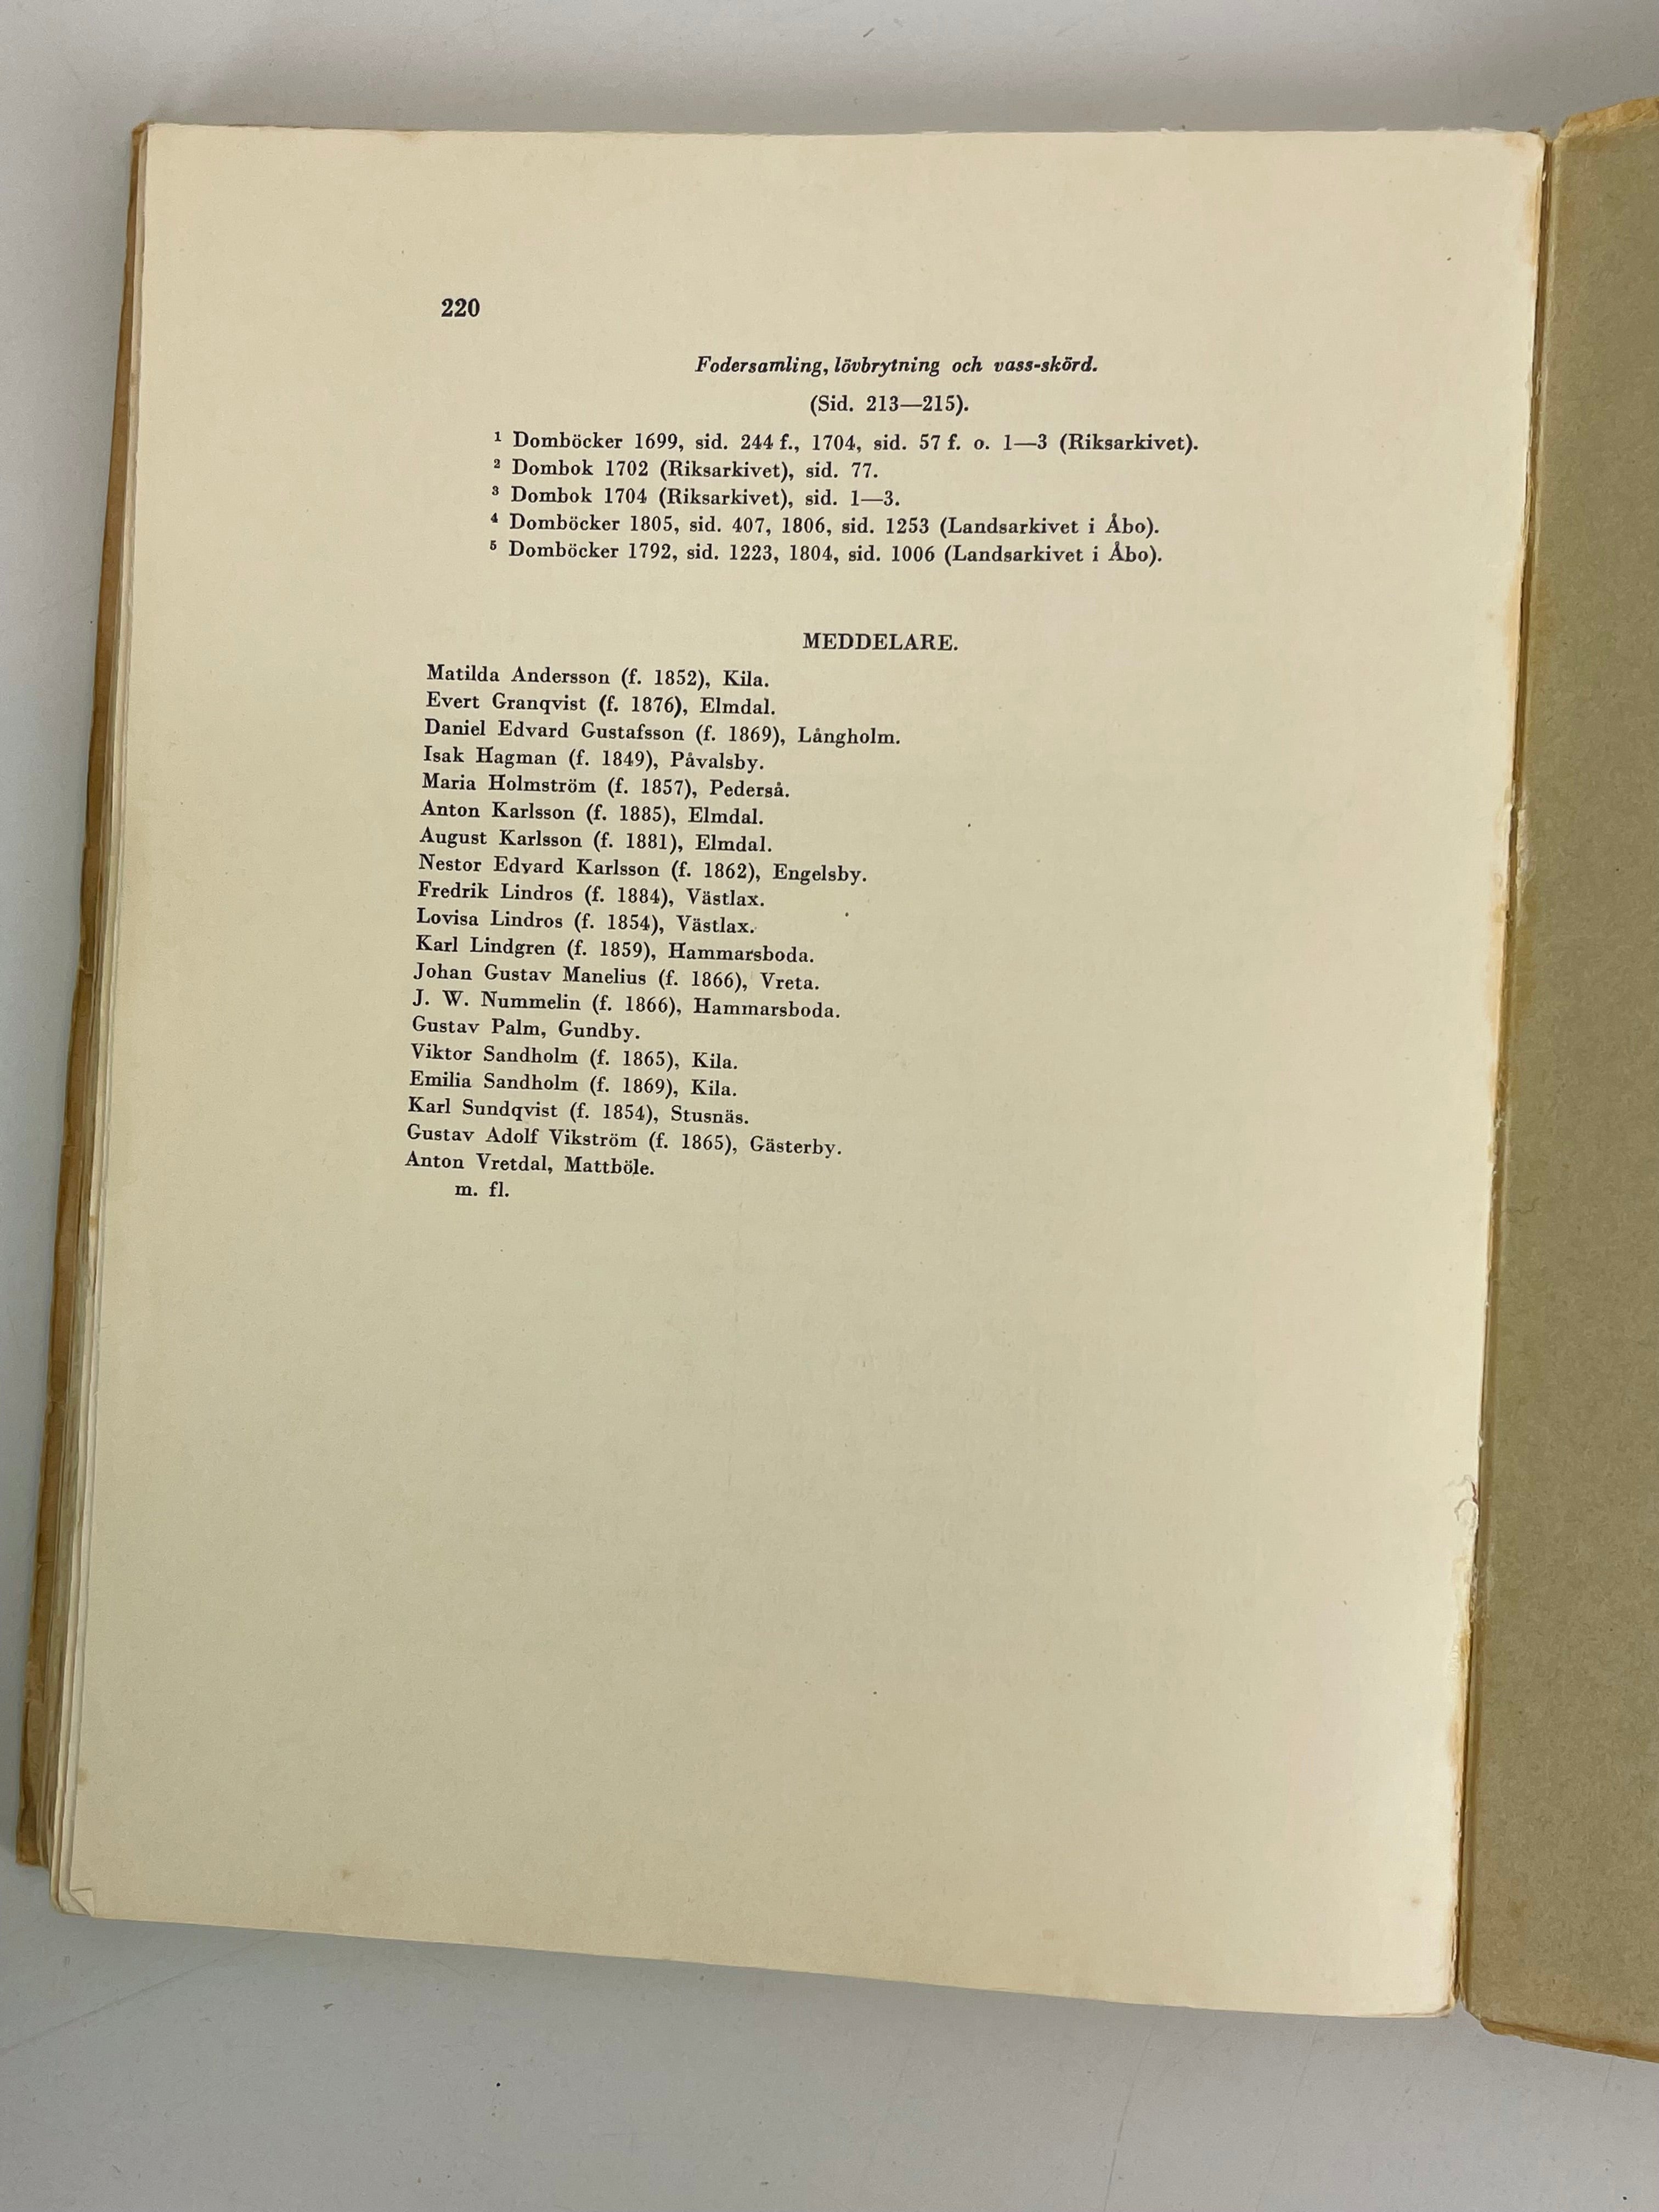 220
Fodersamling, lövbrytning och vass-skörd.
(Sid. 213—215).
¹ Domböcker 1699, sid. 244 f., 1704, sid. 57 f. o. 1—3 (Riksarkivet).
² Dombok 1702 (Riksarkivet), sid. 77.
³ Dombok 1704 (Riksarkivet), sid. 1—3.
⁴ Domböcker 1805, sid. 407, 1806, sid. 1253 (Landsarkivet i Åbo).
⁵ Domböcker 1792, sid. 1223, 1804, sid. 1006 (Landsarkivet i Åbo).
MEDDELARE.
Matilda Andersson (f. 1852), Kila.
Evert Granqvist (f. 1876), Elmdal.
Daniel Edvard Gustafsson (f. 1869), Långholm.
Isak Hagman (f. 1849), Påvalsby.
Maria Holmström (f. 1857), Pederså.
Anton Karlsson (f. 1885), Elmdal.
August Karlsson (f. 1881), Elmdal.
Nestor Edvard Karlsson (f. 1862), Engelsby.
Fredrik Lindros (f. 1884), Västlax.
Lovisa Lindros (f. 1854), Västlax.
Karl Lindgren (f. 1859), Hammarsboda.
Johan Gustav Manelius (f. 1866), Vreta.
J. W. Nummelin (f. 1866), Hammarsboda.
Gustav Palm, Gundby.
Viktor Sandholm (f. 1865), Kila.
Emilia Sandholm (f. 1869), Kila.
Karl Sundqvist (f. 1854), Stusnäs.
Gustav Adolf Vikström (f. 1865), Gästerby.
Anton Vretdal, Mattböle.
m. fl.